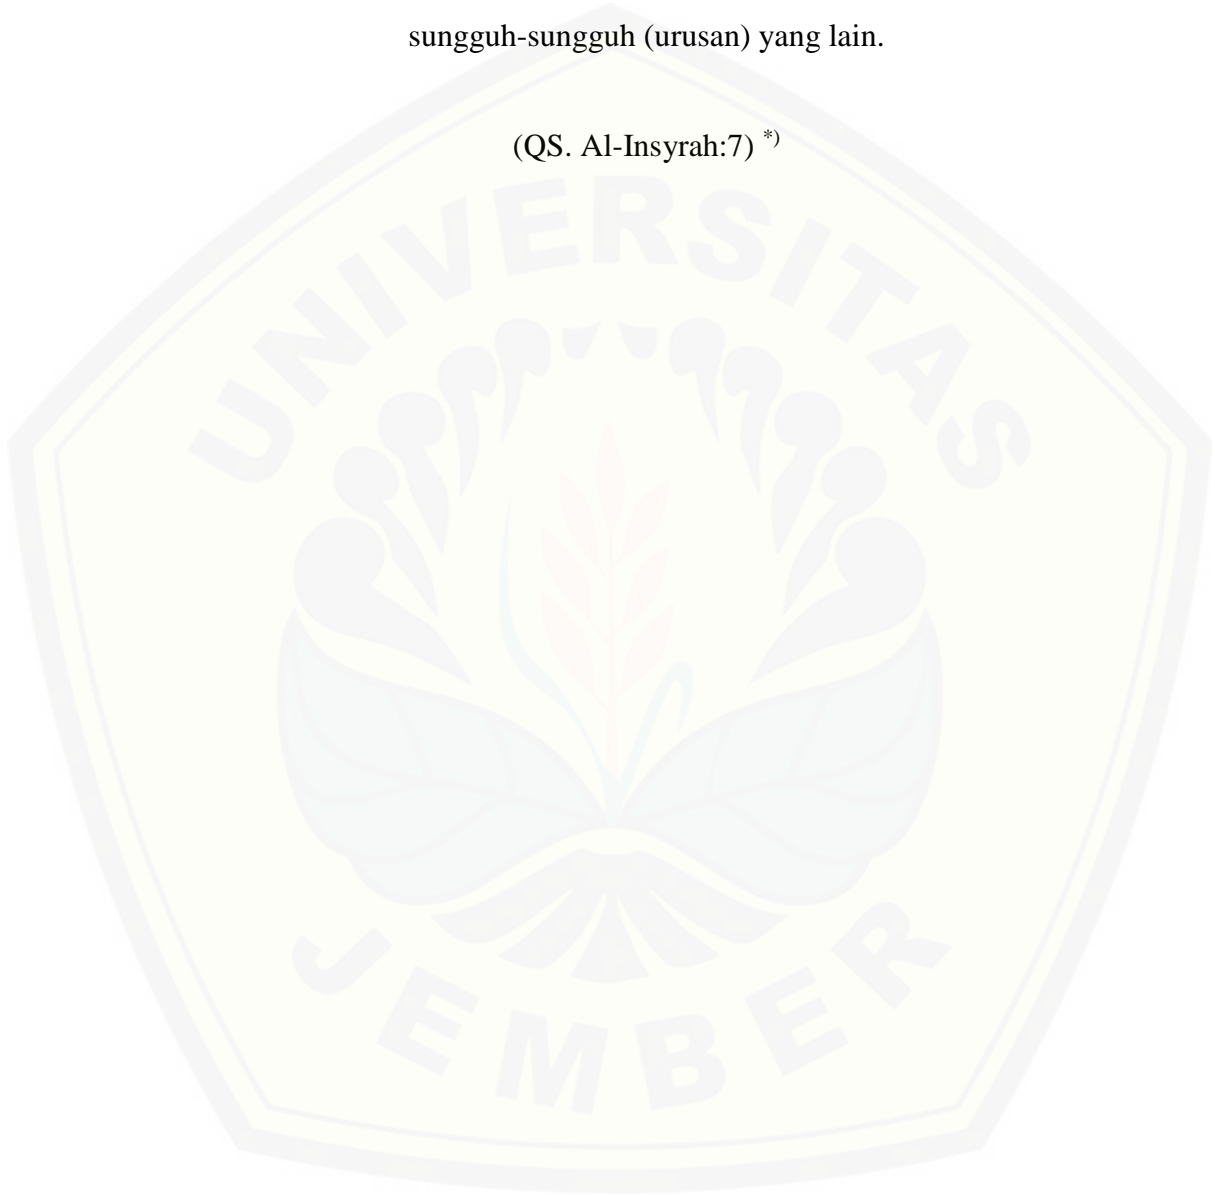 sungguh-sungguh (urusan) yang lain.
(QS. Al-Insyrah:7) *)
UNIVERSITAS
JEMBER